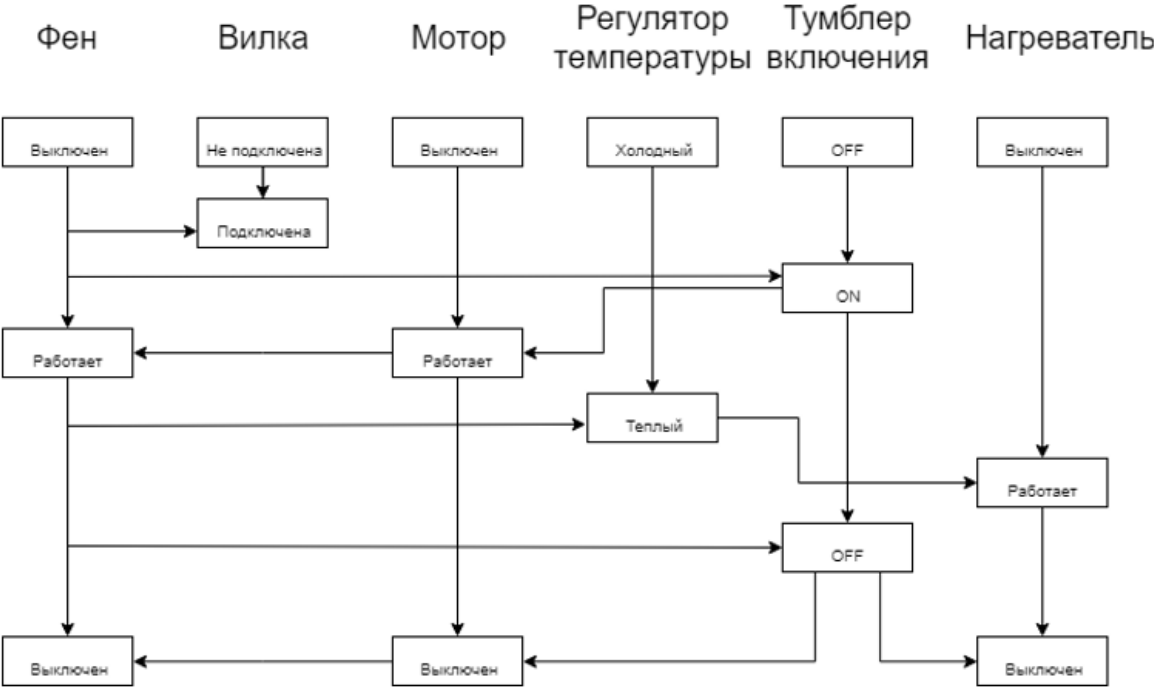 Фен
Вилка
Мотор
Регулятор
температуры
Тумблер
включения
Нагреватель
Выключен
Не подключена
Выключен
Холодный
OFF
Выключен
Подключена
ON
Работает
Работает
Теплый
Работает
OFF
Выключен
Выключен
Выключен